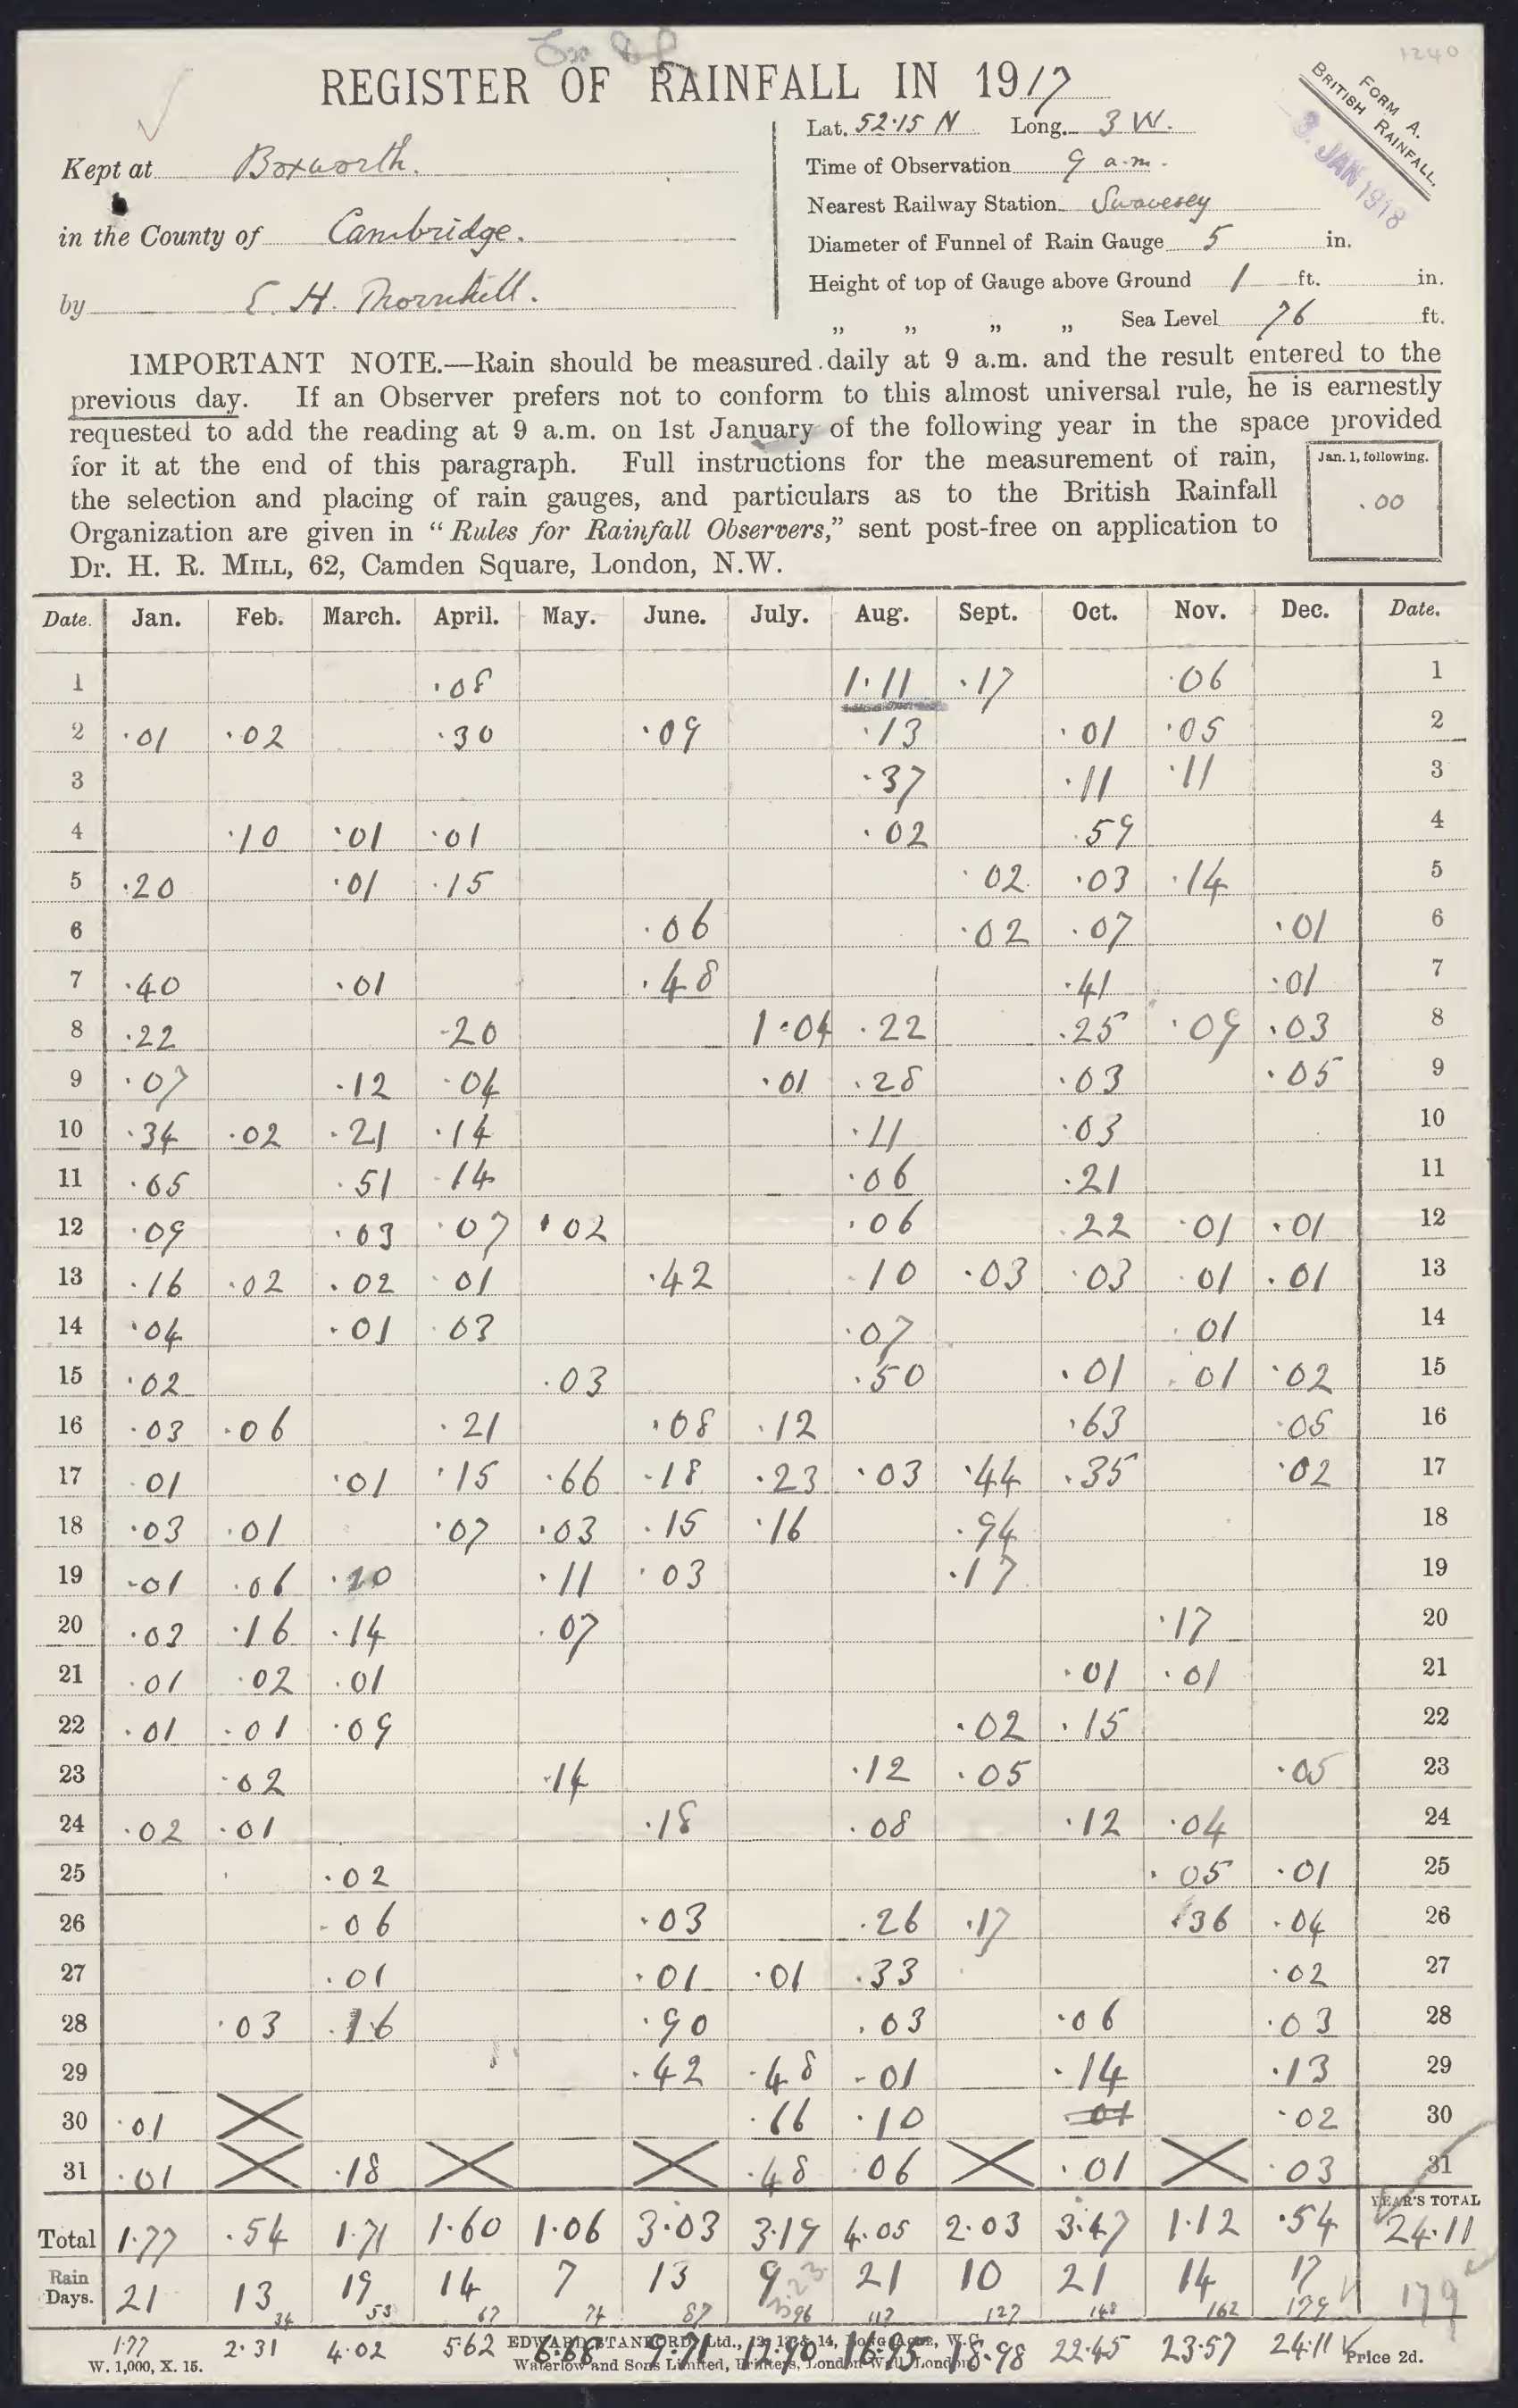 1240
REGISTER OF RAINFALL IN 1917
FORM A.
BRITISH RAINFALL.
3. JAN 1918
Kept at Boxworth.
in the County of Cambridge.
by E. H. Thornhill.
Lat. 52·15 N Long. 3 W.
Time of Observation 9 a.m.
Nearest Railway Station Swavesey
Diameter of Funnel of Rain Gauge 5 in.
Height of top of Gauge above Ground 1 ft. in.
„ „ „ „ Sea Level 76 ft.
IMPORTANT NOTE.—Rain should be measured daily at 9 a.m. and the result entered to the
previous day. If an Observer prefers not to conform to this almost universal rule, he is earnestly
requested to add the reading at 9 a.m. on 1st January of the following year in the space provided
for it at the end of this paragraph. Full instructions for the measurement of rain,
the selection and placing of rain gauges, and particulars as to the British Rainfall
Organization are given in “Rules for Rainfall Observers,” sent post-free on application to
Dr. H. R. MILL, 62, Camden Square, London, N.W.
Jan. 1, following.
.00
Date. Jan. Feb. March. April. May. June. July. Aug. Sept. Oct. Nov. Dec. Date.
1 ·08 1·11 ·17 ·06 1
2 ·01 ·02 ·30 ·09 ·13 ·01 ·05 2
3 ·37 ·11 ·11 3
4 ·10 ·01 ·01 ·02 ·59 4
5 ·20 ·01 ·15 ·02 ·03 ·14 5
6 ·06 ·02 ·07 ·01 6
7 ·40 ·01 ·48 ·41 ·01 7
8 ·22 ·20 1·04 ·22 ·25 ·09 ·03 8
9 ·07 ·12 ·04 ·01 ·28 ·03 ·05 9
10 ·34 ·02 ·21 ·14 ·11 ·03 10
11 ·05 ·51 ·14 ·06 ·21 11
12 ·09 ·03 ·07 ·02 ·06 ·22 ·01 ·01 12
13 ·16 ·02 ·02 ·01 ·42 ·10 ·03 ·03 ·01 ·01 13
14 ·04 ·01 ·03 ·07 ·01 14
15 ·02 ·03 ·50 ·01 ·01 ·02 15
16 ·03 ·06 ·21 ·08 ·12 ·63 ·05 16
17 ·01 ·01 ·15 ·66 ·18 ·23 ·03 ·44 ·35 ·02 17
18 ·03 ·01 ·07 ·03 ·15 ·16 ·94 18
19 ·01 ·06 ·10 ·11 ·03 ·17 19
20 ·03 ·16 ·14 ·07 ·17 20
21 ·01 ·02 ·01 ·01 ·01 21
22 ·01 ·01 ·09 ·02 ·15 22
23 ·02 ·14 ·12 ·05 ·05 23
24 ·02 ·01 ·18 ·08 ·12 ·04 24
25 ·02 ·05 ·01 25
26 ·06 ·03 ·26 ·17 ·36 ·04 26
27 ·01 ·01 ·01 ·33 ·02 27
28 ·03 ·16 ·90 ·03 ·06 ·03 28
29 ·42 ·48 ·01 ·14 ·13 29
30 ·01 ·66 ·10 01 ·02 30
31 ·01 ·18 ·48 ·06 ·01 ·03 31
YEAR'S TOTAL
Total 1·77 ·54 1·71 1·60 1·06 3·03 3·19 4·05 2·03 3·47 1·12 ·54 24·11
Rain Days. 21 13 19 14 7 13 9 21 10 21 14 17 179
34 53 67 74 87 96 117 127 148 162 179
1·77 2·31 4·02 5·62 6·68 9·71 12·90 16·95 18·98 22·45 23·57 24·11
EDWARD STANFORD, Ltd., 12, 13 & 14, Long Acre, W.C.
W. 1,000, X. 15. Waterlow and Sons Limited, Printers, London Wall, London. Price 2d.